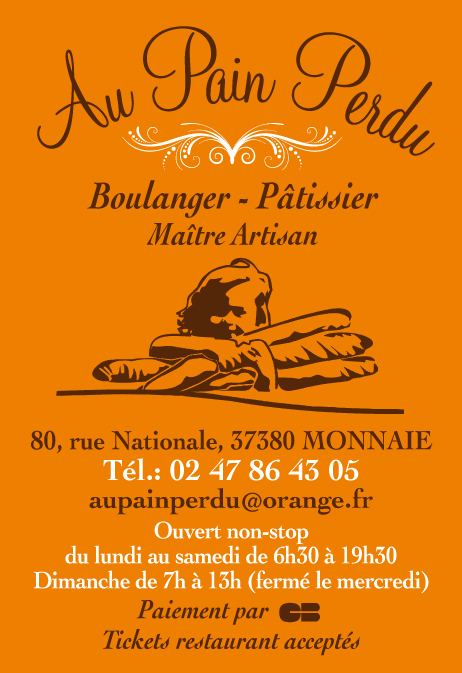 Au Pain Perdu
Boulanger - Pâtissier
Maître Artisan
80, rue Nationale, 37380 MONNAIE
Tél.: 02 47 86 43 05
aupainperdu@orange.fr
Ouvert non-stop
du lundi au samedi de 6h30 à 19h30
Dimanche de 7h à 13h (fermé le mercredi)
Paiement par CB
Tickets restaurant acceptés